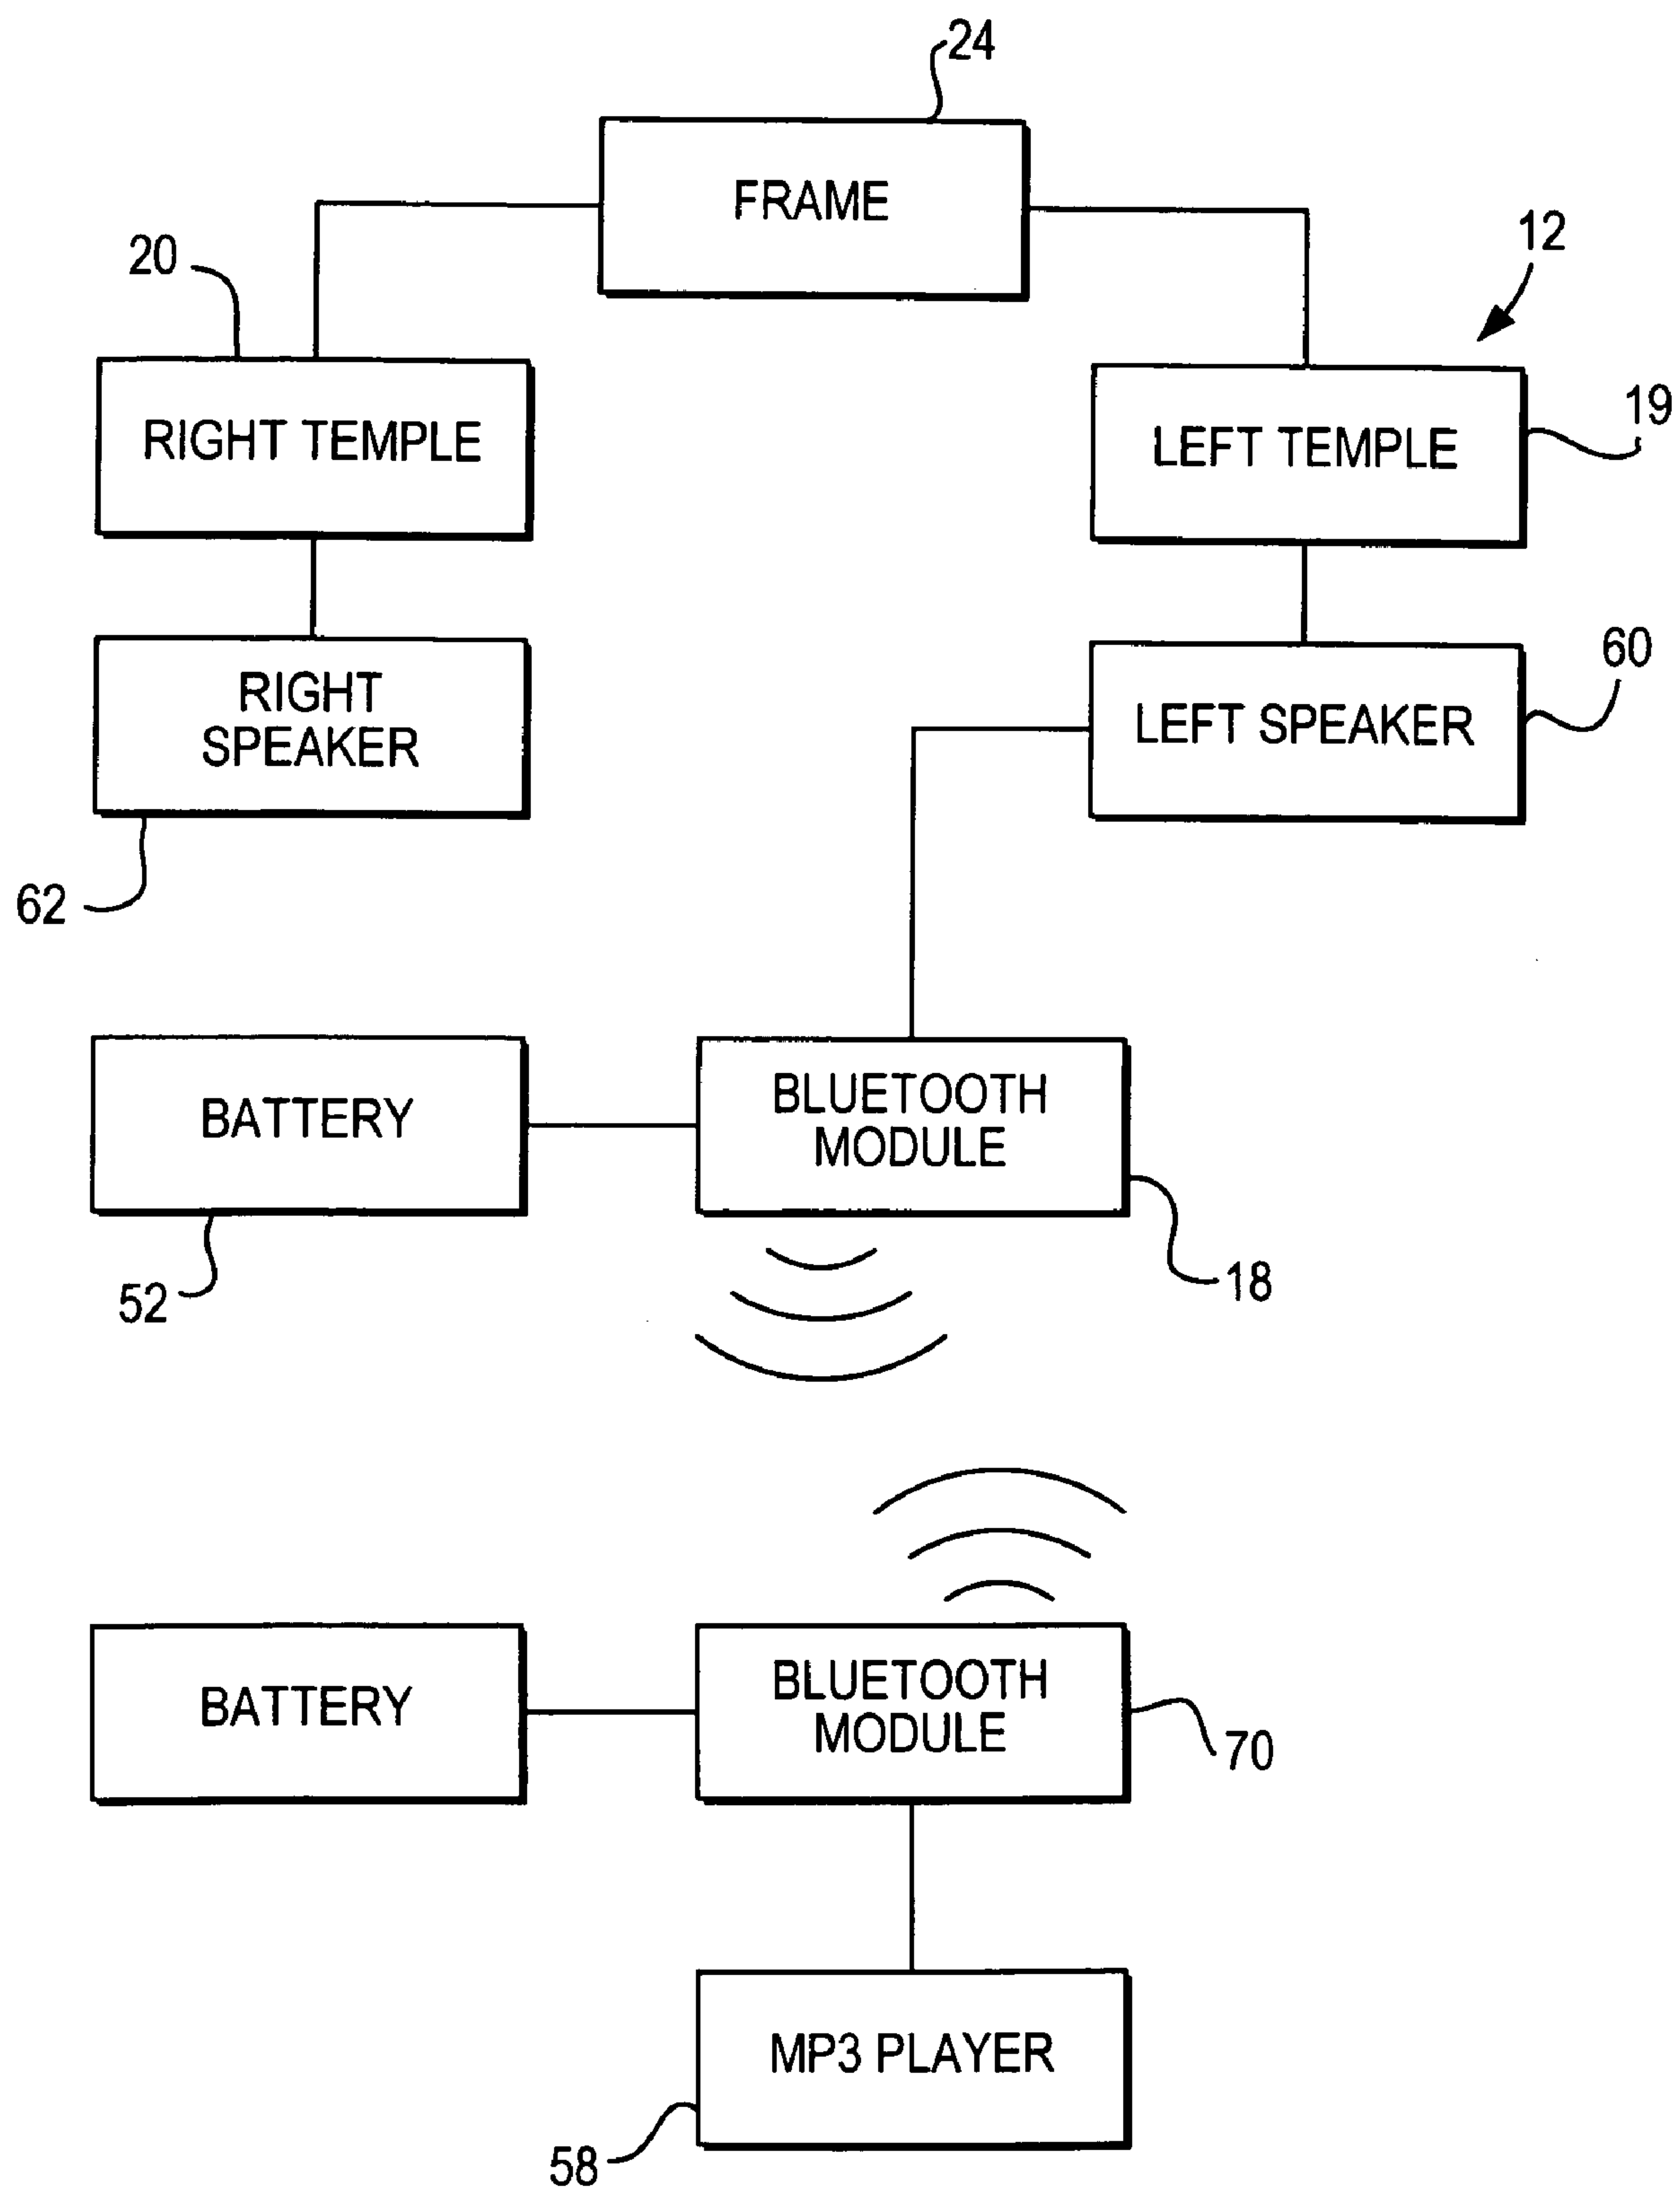 24
FRAME
12
20
RIGHT TEMPLE
LEFT TEMPLE
19
RIGHT
SPEAKER
LEFT SPEAKER
60
62
BATTERY
BLUETOOTH
MODULE
52
18
BATTERY
BLUETOOTH
MODULE
70
MP3 PLAYER
58